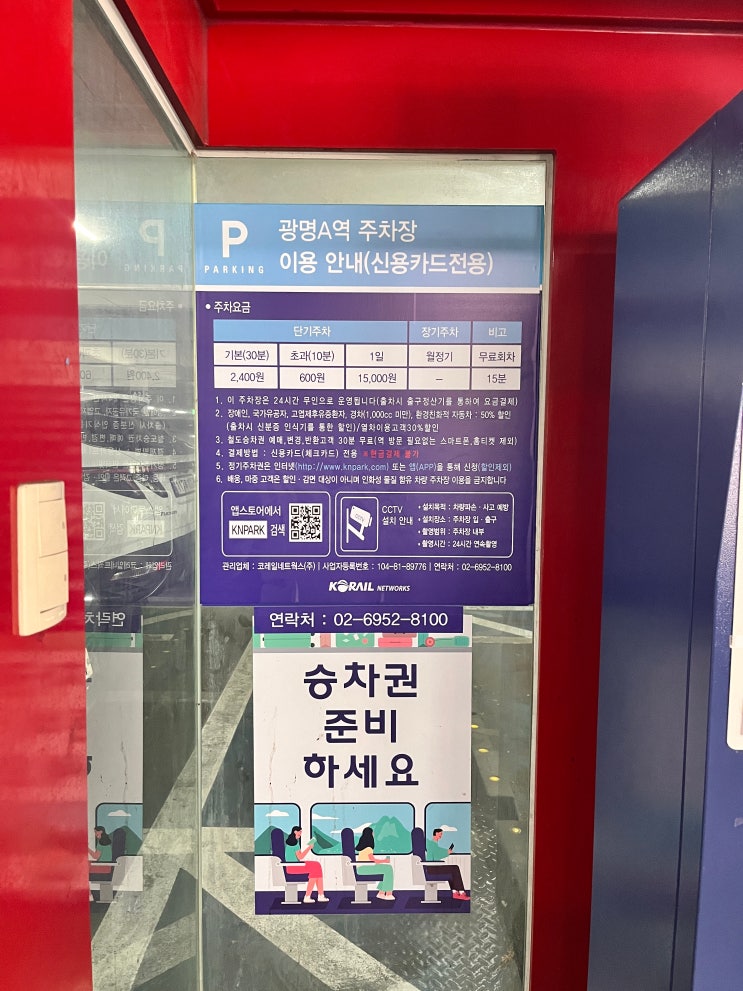 P
PARKING
광명A역 주차장
이용 안내(신용카드전용)
• 주차요금
단기주차 장기주차 비고
기본(30분) 초과(10분) 1일 월정기 무료회차
2,400원 600원 15,000원 – 15분
1. 이 주차장은 24시간 무인으로 운영됩니다(출차시 출구정산기를 통하여 요금결제)
2. 장애인, 국가유공자, 고엽제후유증환자, 경차(1,000cc 미만), 환경친화적 자동차 : 50% 할인
(출차시 신분증 인식기를 통한 할인)/열차이용고객30%할인
3. 철도승차권 예매,변경,반환고객 30분 무료(역 방문 필요없는 스마트폰,홈티켓 제외)
4. 결제방법 : 신용카드(체크카드) 전용 ※현금결제 불가
5. 정기주차권은 인터넷(http://www.knpark.com) 또는 앱(APP)을 통해 신청(할인제외)
6. 배웅, 마중 고객은 할인·감면 대상이 아니며 인화성 물질 함유 차량 주차장 이용을 금지합니다
앱스토어에서
KNPARK 검색
CCTV
설치 안내
• 설치목적 : 차량파손·사고 예방
• 설치장소 : 주차장 입·출구
• 촬영범위 : 주차장 내부
• 촬영시간 : 24시간 연속촬영
관리업체 : 코레일네트웍스(주) | 사업자등록번호 : 104-81-89776 | 연락처 : 02-6952-8100
KORAIL NETWORKS
연락처 : 02-6952-8100
승차권
준비
하세요